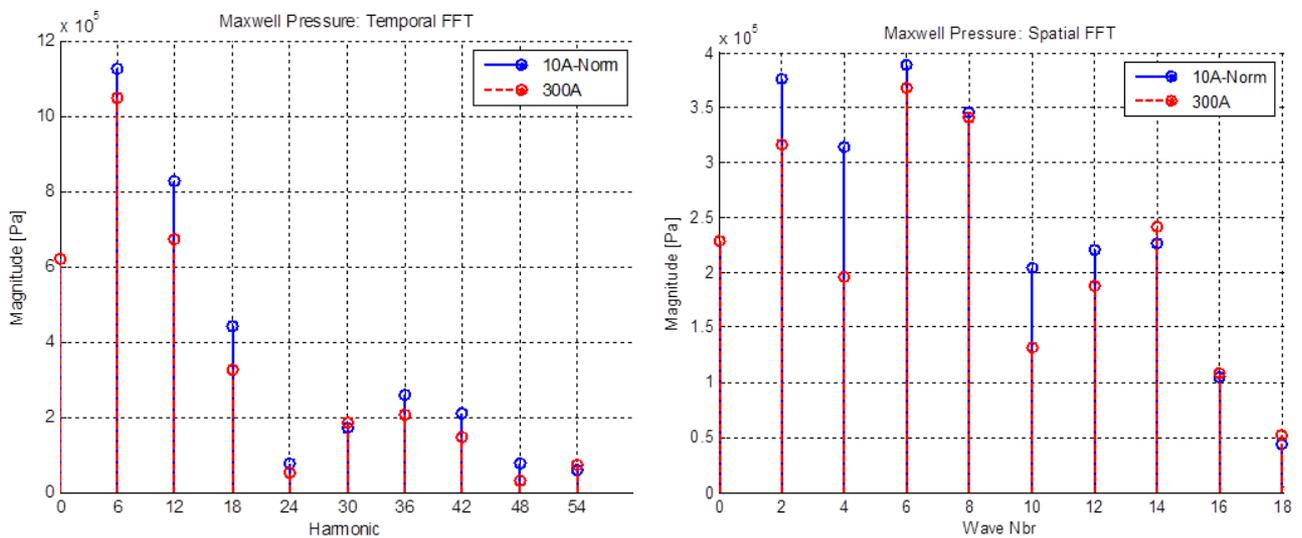 Maxwell Pressure: Temporal FFT
x 10^5
12
10
8
6
4
2
0
Magnitude [Pa]
10A-Norm
300A
0 6 12 18 24 30 36 42 48 54
Harmonic
Maxwell Pressure: Spatial FFT
x 10^5
4
3.5
3
2.5
2
1.5
1
0.5
0
Magnitude [Pa]
10A-Norm
300A
0 2 4 6 8 10 12 14 16 18
Wave Nbr